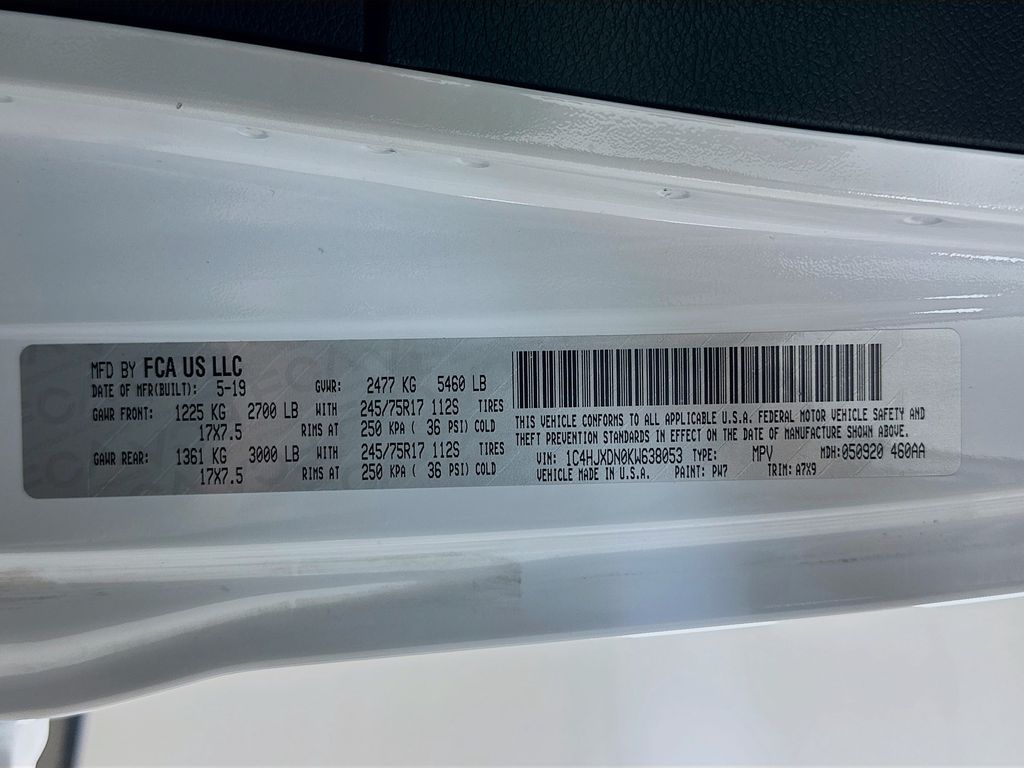 MFD BY FCA US LLC
DATE OF MFR(BUILT): 5-19 GVWR: 2477 KG 5460 LB
GAWR FRONT: 1225 KG 2700 LB WITH 245/75R17 112S TIRES
17X7.5 RIMS AT 250 KPA ( 36 PSI) COLD
GAWR REAR: 1361 KG 3000 LB WITH 245/75R17 112S TIRES
17X7.5 RIMS AT 250 KPA ( 36 PSI) COLD
THIS VEHICLE CONFORMS TO ALL APPLICABLE U.S.A. FEDERAL MOTOR VEHICLE SAFETY AND
THEFT PREVENTION STANDARDS IN EFFECT ON THE DATE OF MANUFACTURE SHOWN ABOVE.
VIN: 1C4HJXDN0KW638053 TYPE: MPV MDH: 050920 460AA
VEHICLE MADE IN U.S.A. PAINT: PW7 TRIM: A7X9